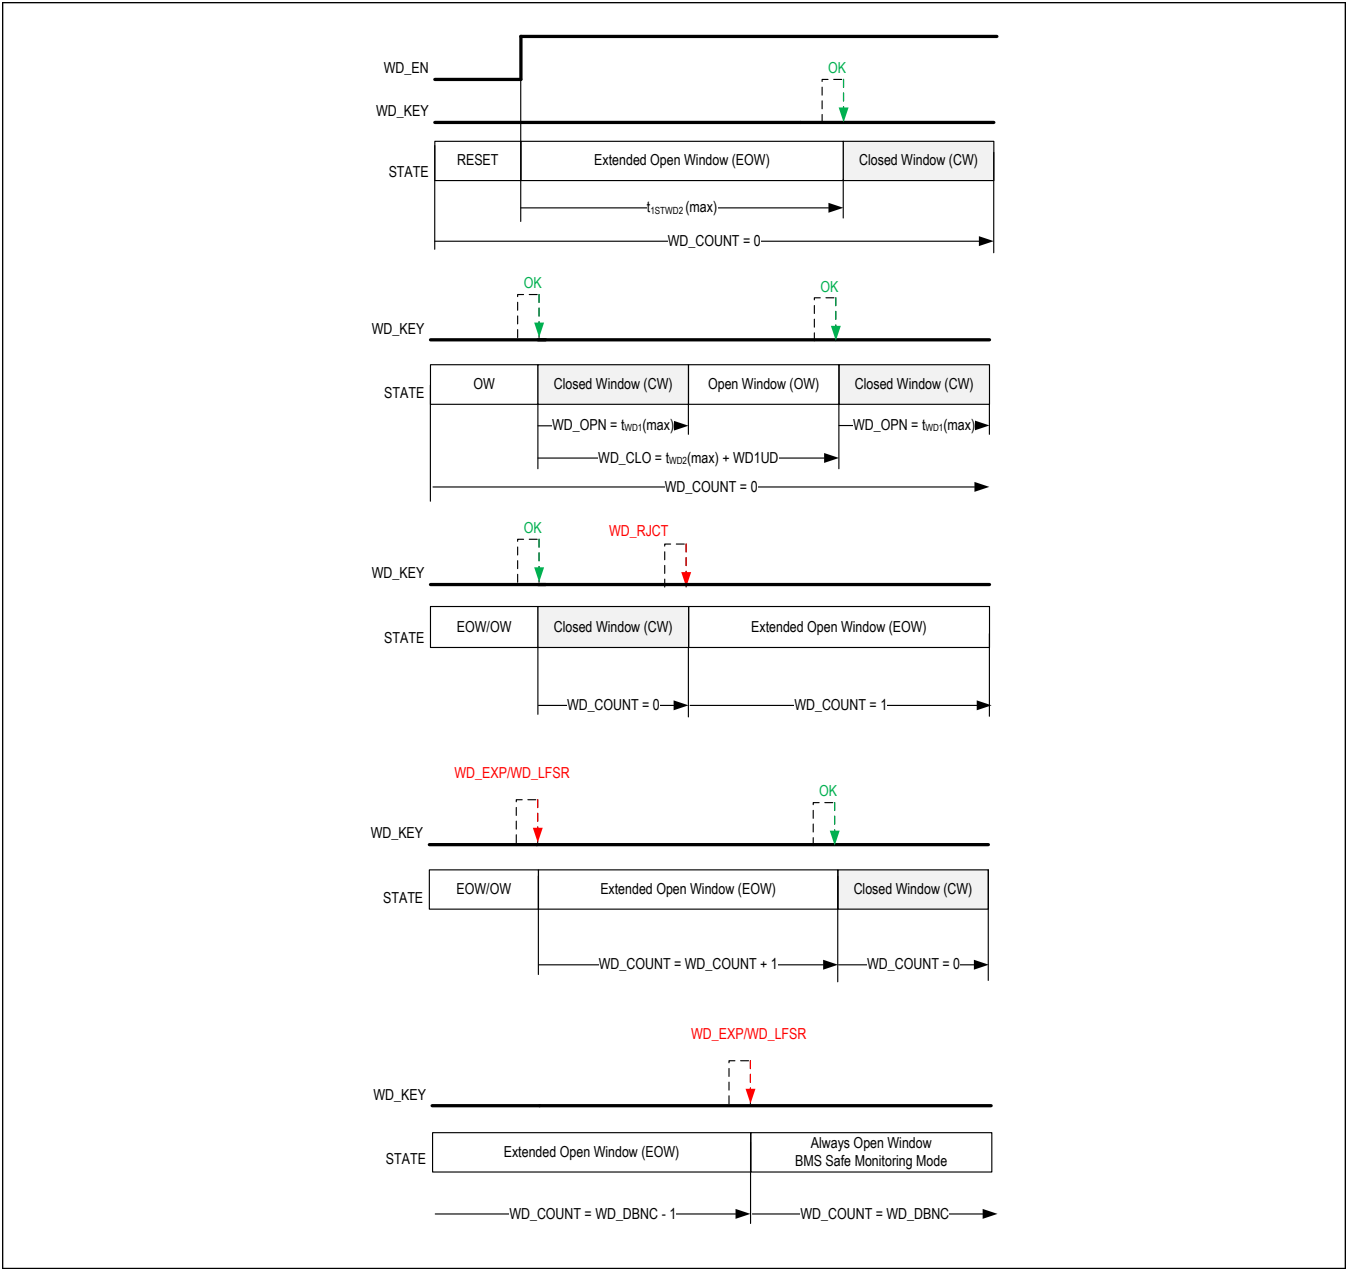 WD_EN
OK
WD_KEY
STATE
RESET
Extended Open Window (EOW)
Closed Window (CW)
t1STWD2 (max)
WD_COUNT = 0
OK
OK
WD_KEY
STATE
OW
Closed Window (CW)
Open Window (OW)
Closed Window (CW)
WD_OPN = tWD1(max)
WD_OPN = tWD1(max)
WD_CLO = tWD2(max) + WD1UD
WD_COUNT = 0
OK
WD_RJCT
WD_KEY
STATE
EOW/OW
Closed Window (CW)
Extended Open Window (EOW)
WD_COUNT = 0
WD_COUNT = 1
WD_EXP/WD_LFSR
OK
WD_KEY
STATE
EOW/OW
Extended Open Window (EOW)
Closed Window (CW)
WD_COUNT = WD_COUNT + 1
WD_COUNT = 0
WD_EXP/WD_LFSR
WD_KEY
STATE
Extended Open Window (EOW)
Always Open Window
BMS Safe Monitoring Mode
WD_COUNT = WD_DBNC - 1
WD_COUNT = WD_DBNC